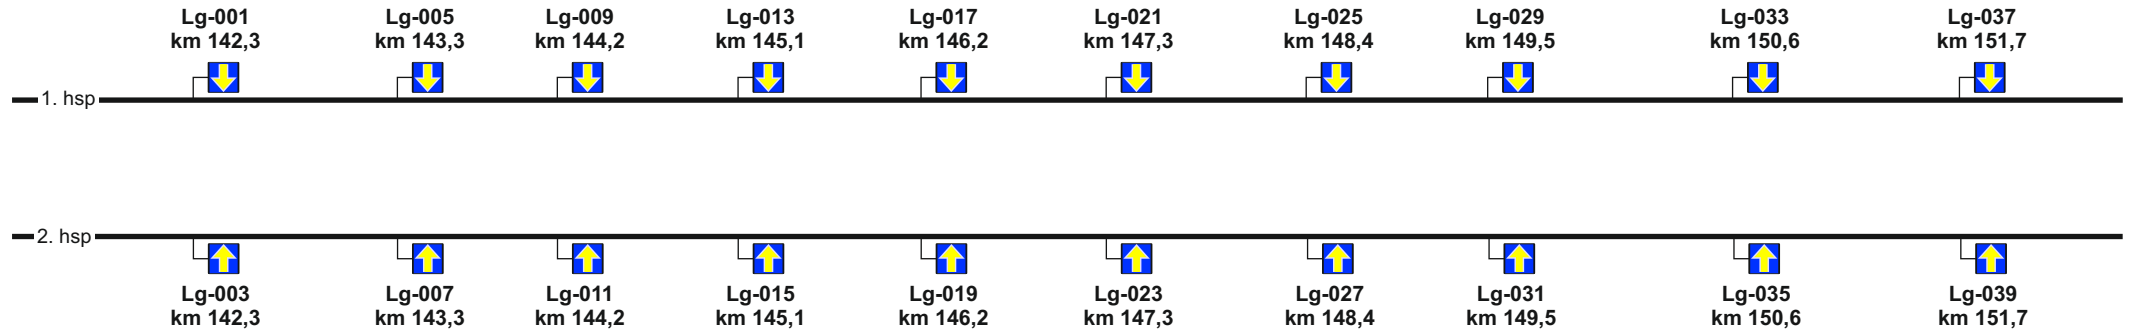 Lg-001 Lg-005 Lg-009 Lg-013 Lg-017 Lg-021 Lg-025 Lg-029 Lg-033 Lg-037
km 142,3 km 143,3 km 144,2 km 145,1 km 146,2 km 147,3 km 148,4 km 149,5 km 150,6 km 151,7
1. hsp
2. hsp
Lg-003 Lg-007 Lg-011 Lg-015 Lg-019 Lg-023 Lg-027 Lg-031 Lg-035 Lg-039
km 142,3 km 143,3 km 144,2 km 145,1 km 146,2 km 147,3 km 148,4 km 149,5 km 150,6 km 151,7